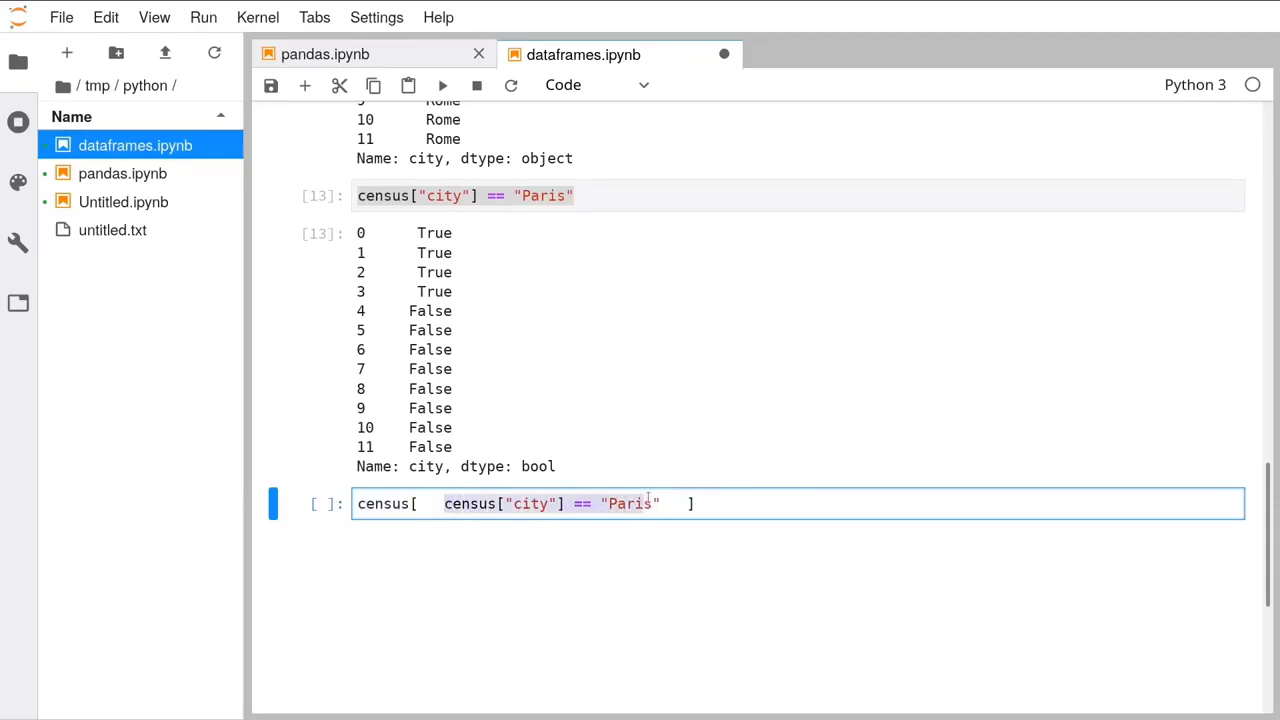 File Edit View Run Kernel Tabs Settings Help
pandas.ipynb
dataframes.ipynb
Code
Python 3
/ tmp / python /
Name
dataframes.ipynb
pandas.ipynb
Untitled.ipynb
untitled.txt
9 Rome
10 Rome
11 Rome
Name: city, dtype: object
[13]: census["city"] == "Paris"
[13]: 0 True
1 True
2 True
3 True
4 False
5 False
6 False
7 False
8 False
9 False
10 False
11 False
Name: city, dtype: bool
[ ]: census[ census["city"] == "Paris" ]